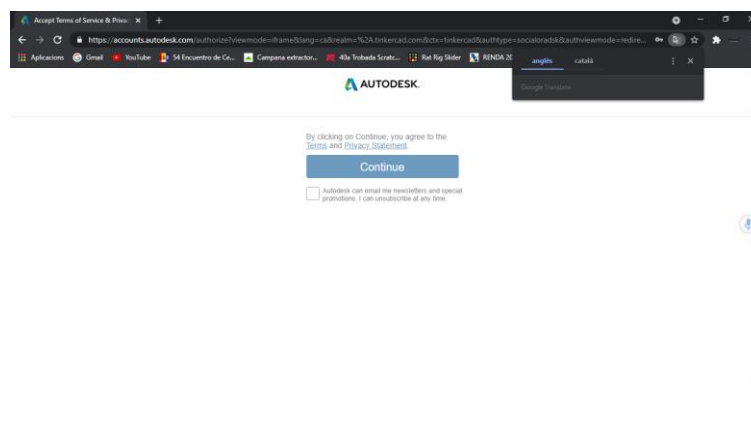 Accept Terms of Service & Priva
https://accounts.autodesk.com/authorize?viewmode=iframe&lang=ca&realm=%2A.tinkercad.com&ctx=tinkercad&authtype=socialoradsk&authviewmode=redire...
Aplicacions Gmail YouTube 54 Encuentro de Ce... Campana extractor... 40a Trobada Scratc... Rat Rig Slider RENDA 20
anglès català
Google Translate
AUTODESK.
By clicking on Continue, you agree to the
Terms and Privacy Statement.
Continue
Autodesk can email me newsletters and special
promotions. I can unsubscribe at any time.